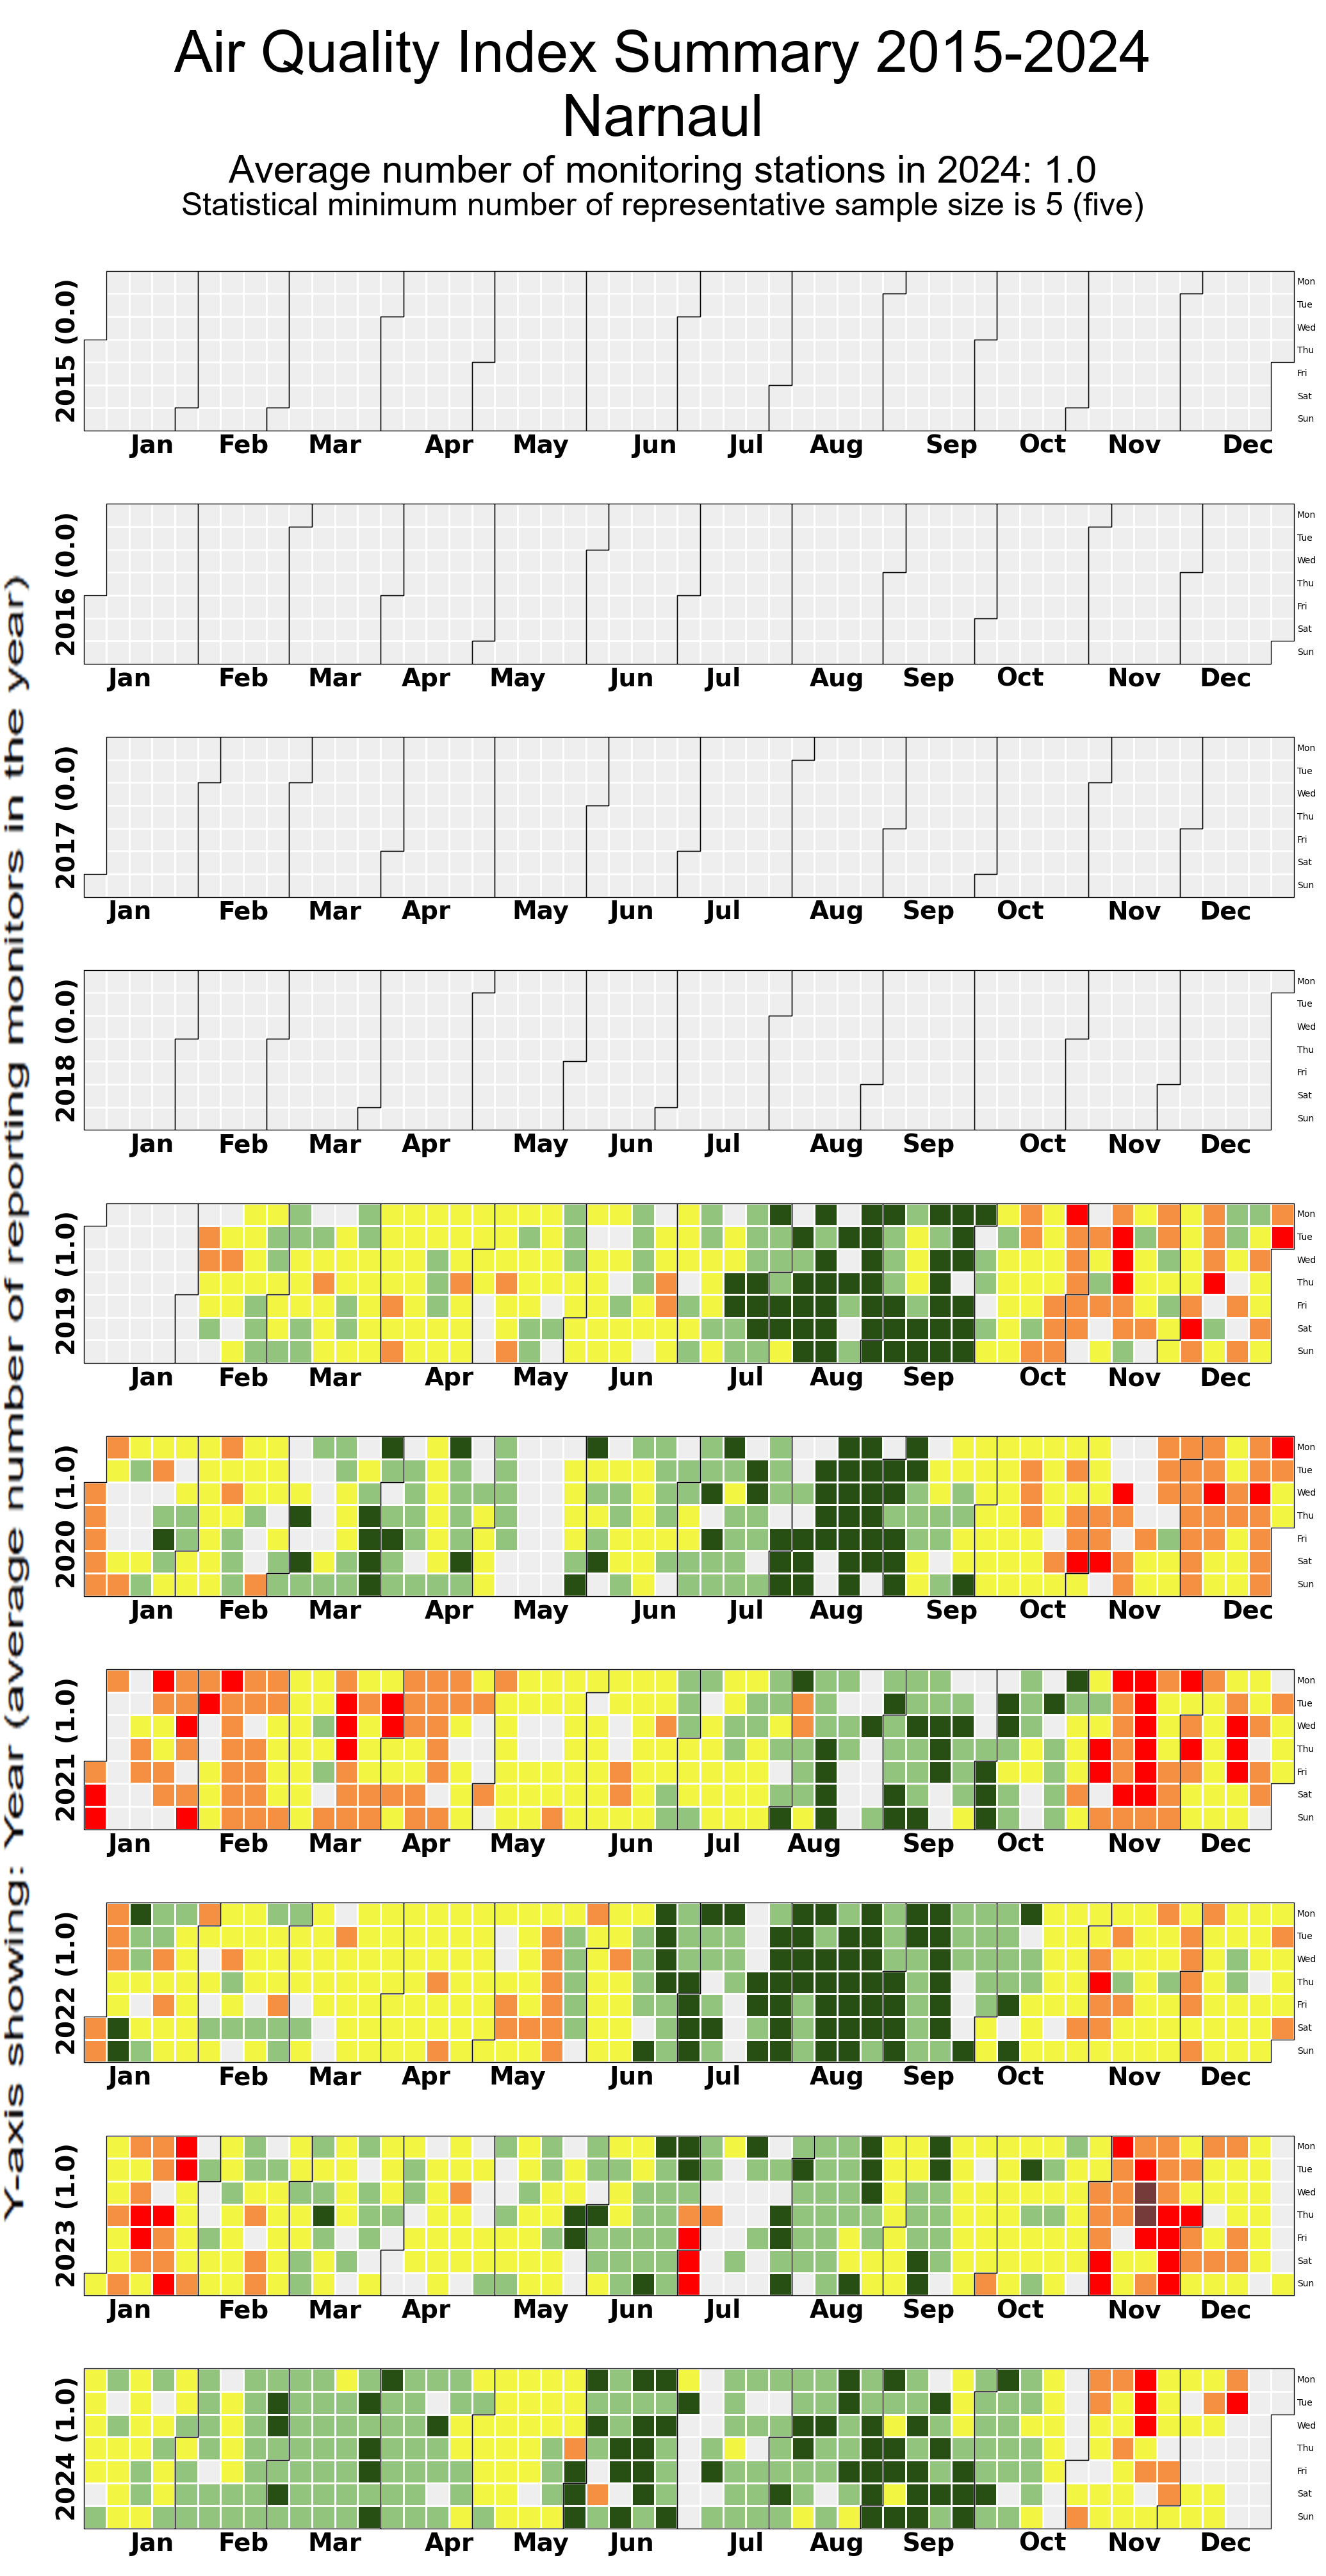 Air Quality Index Summary 2015-2024
Narnaul
Average number of monitoring stations in 2024: 1.0
Statistical minimum number of representative sample size is 5 (five)
Y-axis showing: Year (average number of reporting monitors in the year)
2015 (0.0)
Mon
Tue
Wed
Thu
Fri
Sat
Sun
Jan Feb Mar Apr May Jun Jul Aug Sep Oct Nov Dec
2016 (0.0)
Mon
Tue
Wed
Thu
Fri
Sat
Sun
Jan Feb Mar Apr May Jun Jul Aug Sep Oct Nov Dec
2017 (0.0)
Mon
Tue
Wed
Thu
Fri
Sat
Sun
Jan Feb Mar Apr May Jun Jul Aug Sep Oct Nov Dec
2018 (0.0)
Mon
Tue
Wed
Thu
Fri
Sat
Sun
Jan Feb Mar Apr May Jun Jul Aug Sep Oct Nov Dec
2019 (1.0)
Mon
Tue
Wed
Thu
Fri
Sat
Sun
Jan Feb Mar Apr May Jun Jul Aug Sep Oct Nov Dec
2020 (1.0)
Mon
Tue
Wed
Thu
Fri
Sat
Sun
Jan Feb Mar Apr May Jun Jul Aug Sep Oct Nov Dec
2021 (1.0)
Mon
Tue
Wed
Thu
Fri
Sat
Sun
Jan Feb Mar Apr May Jun Jul Aug Sep Oct Nov Dec
2022 (1.0)
Mon
Tue
Wed
Thu
Fri
Sat
Sun
Jan Feb Mar Apr May Jun Jul Aug Sep Oct Nov Dec
2023 (1.0)
Mon
Tue
Wed
Thu
Fri
Sat
Sun
Jan Feb Mar Apr May Jun Jul Aug Sep Oct Nov Dec
2024 (1.0)
Mon
Tue
Wed
Thu
Fri
Sat
Sun
Jan Feb Mar Apr May Jun Jul Aug Sep Oct Nov Dec